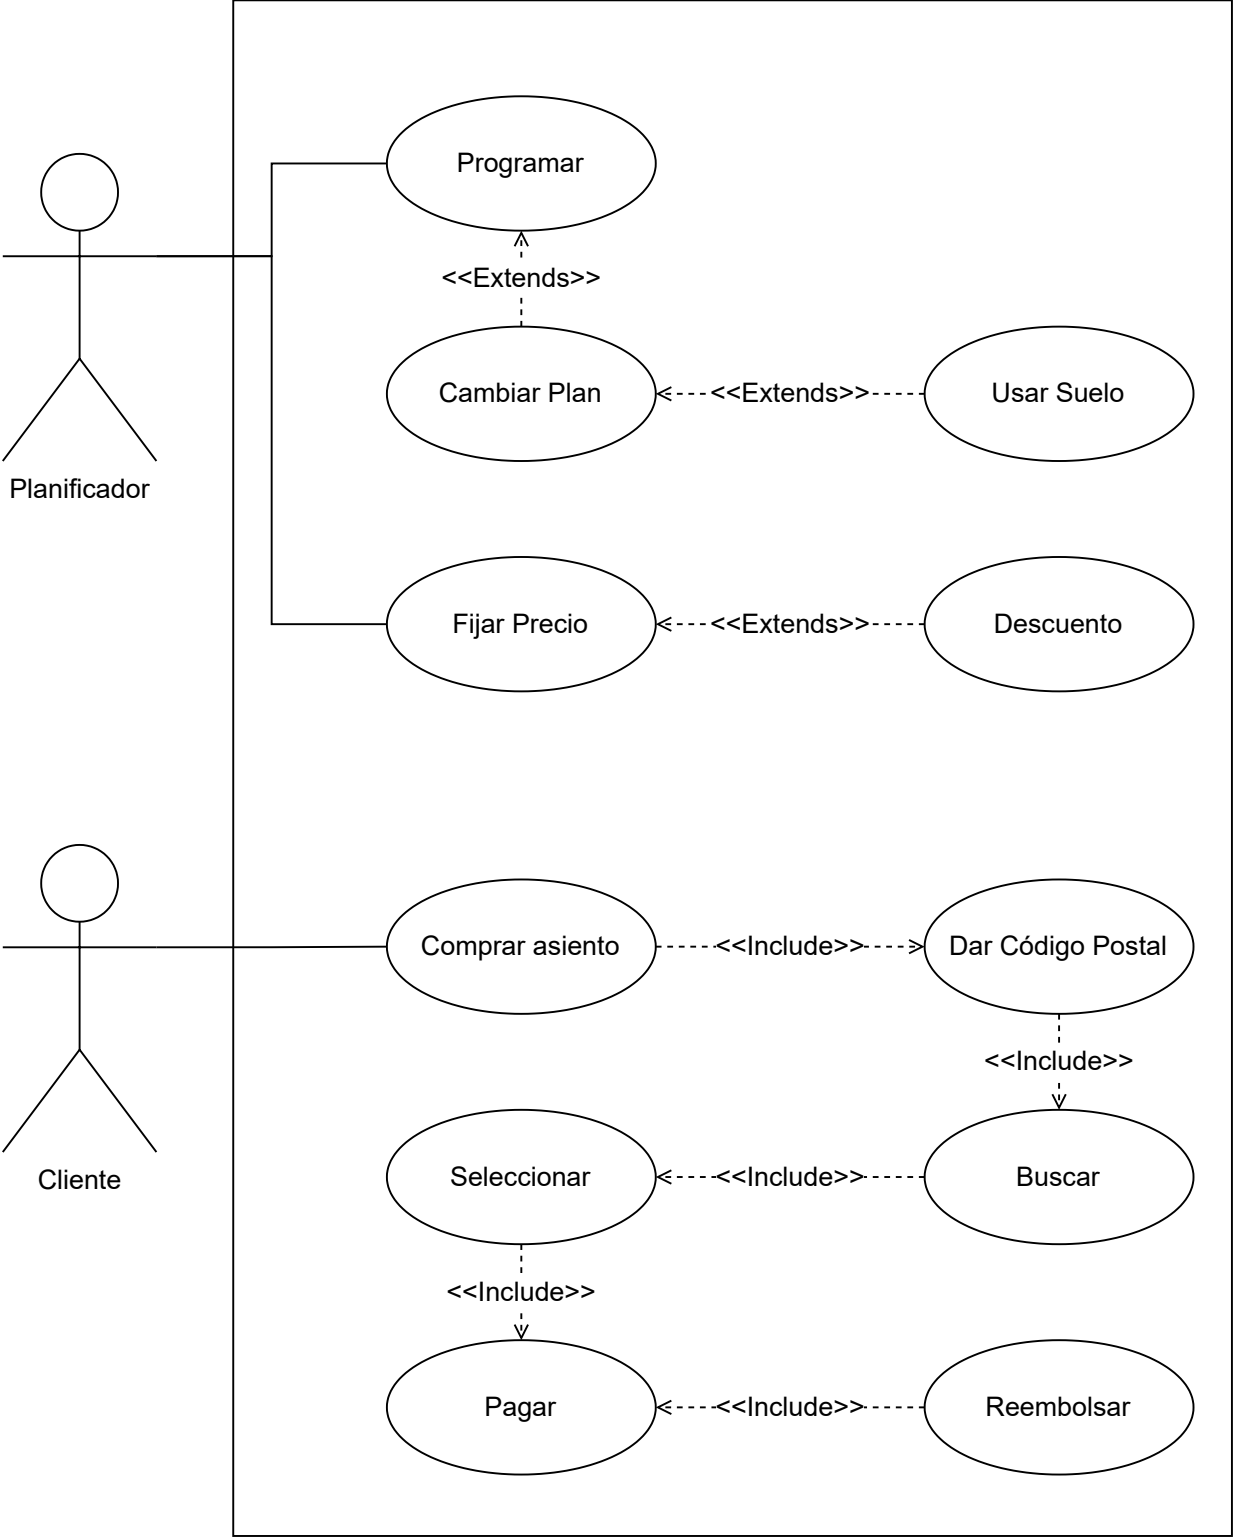 Programar
<<Extends>>
Cambiar Plan
<<Extends>>
Usar Suelo
Planificador
Fijar Precio
<<Extends>>
Descuento
Comprar asiento
<<Include>>
Dar Código Postal
<<Include>>
Cliente
Seleccionar
<<Include>>
Buscar
<<Include>>
Pagar
<<Include>>
Reembolsar